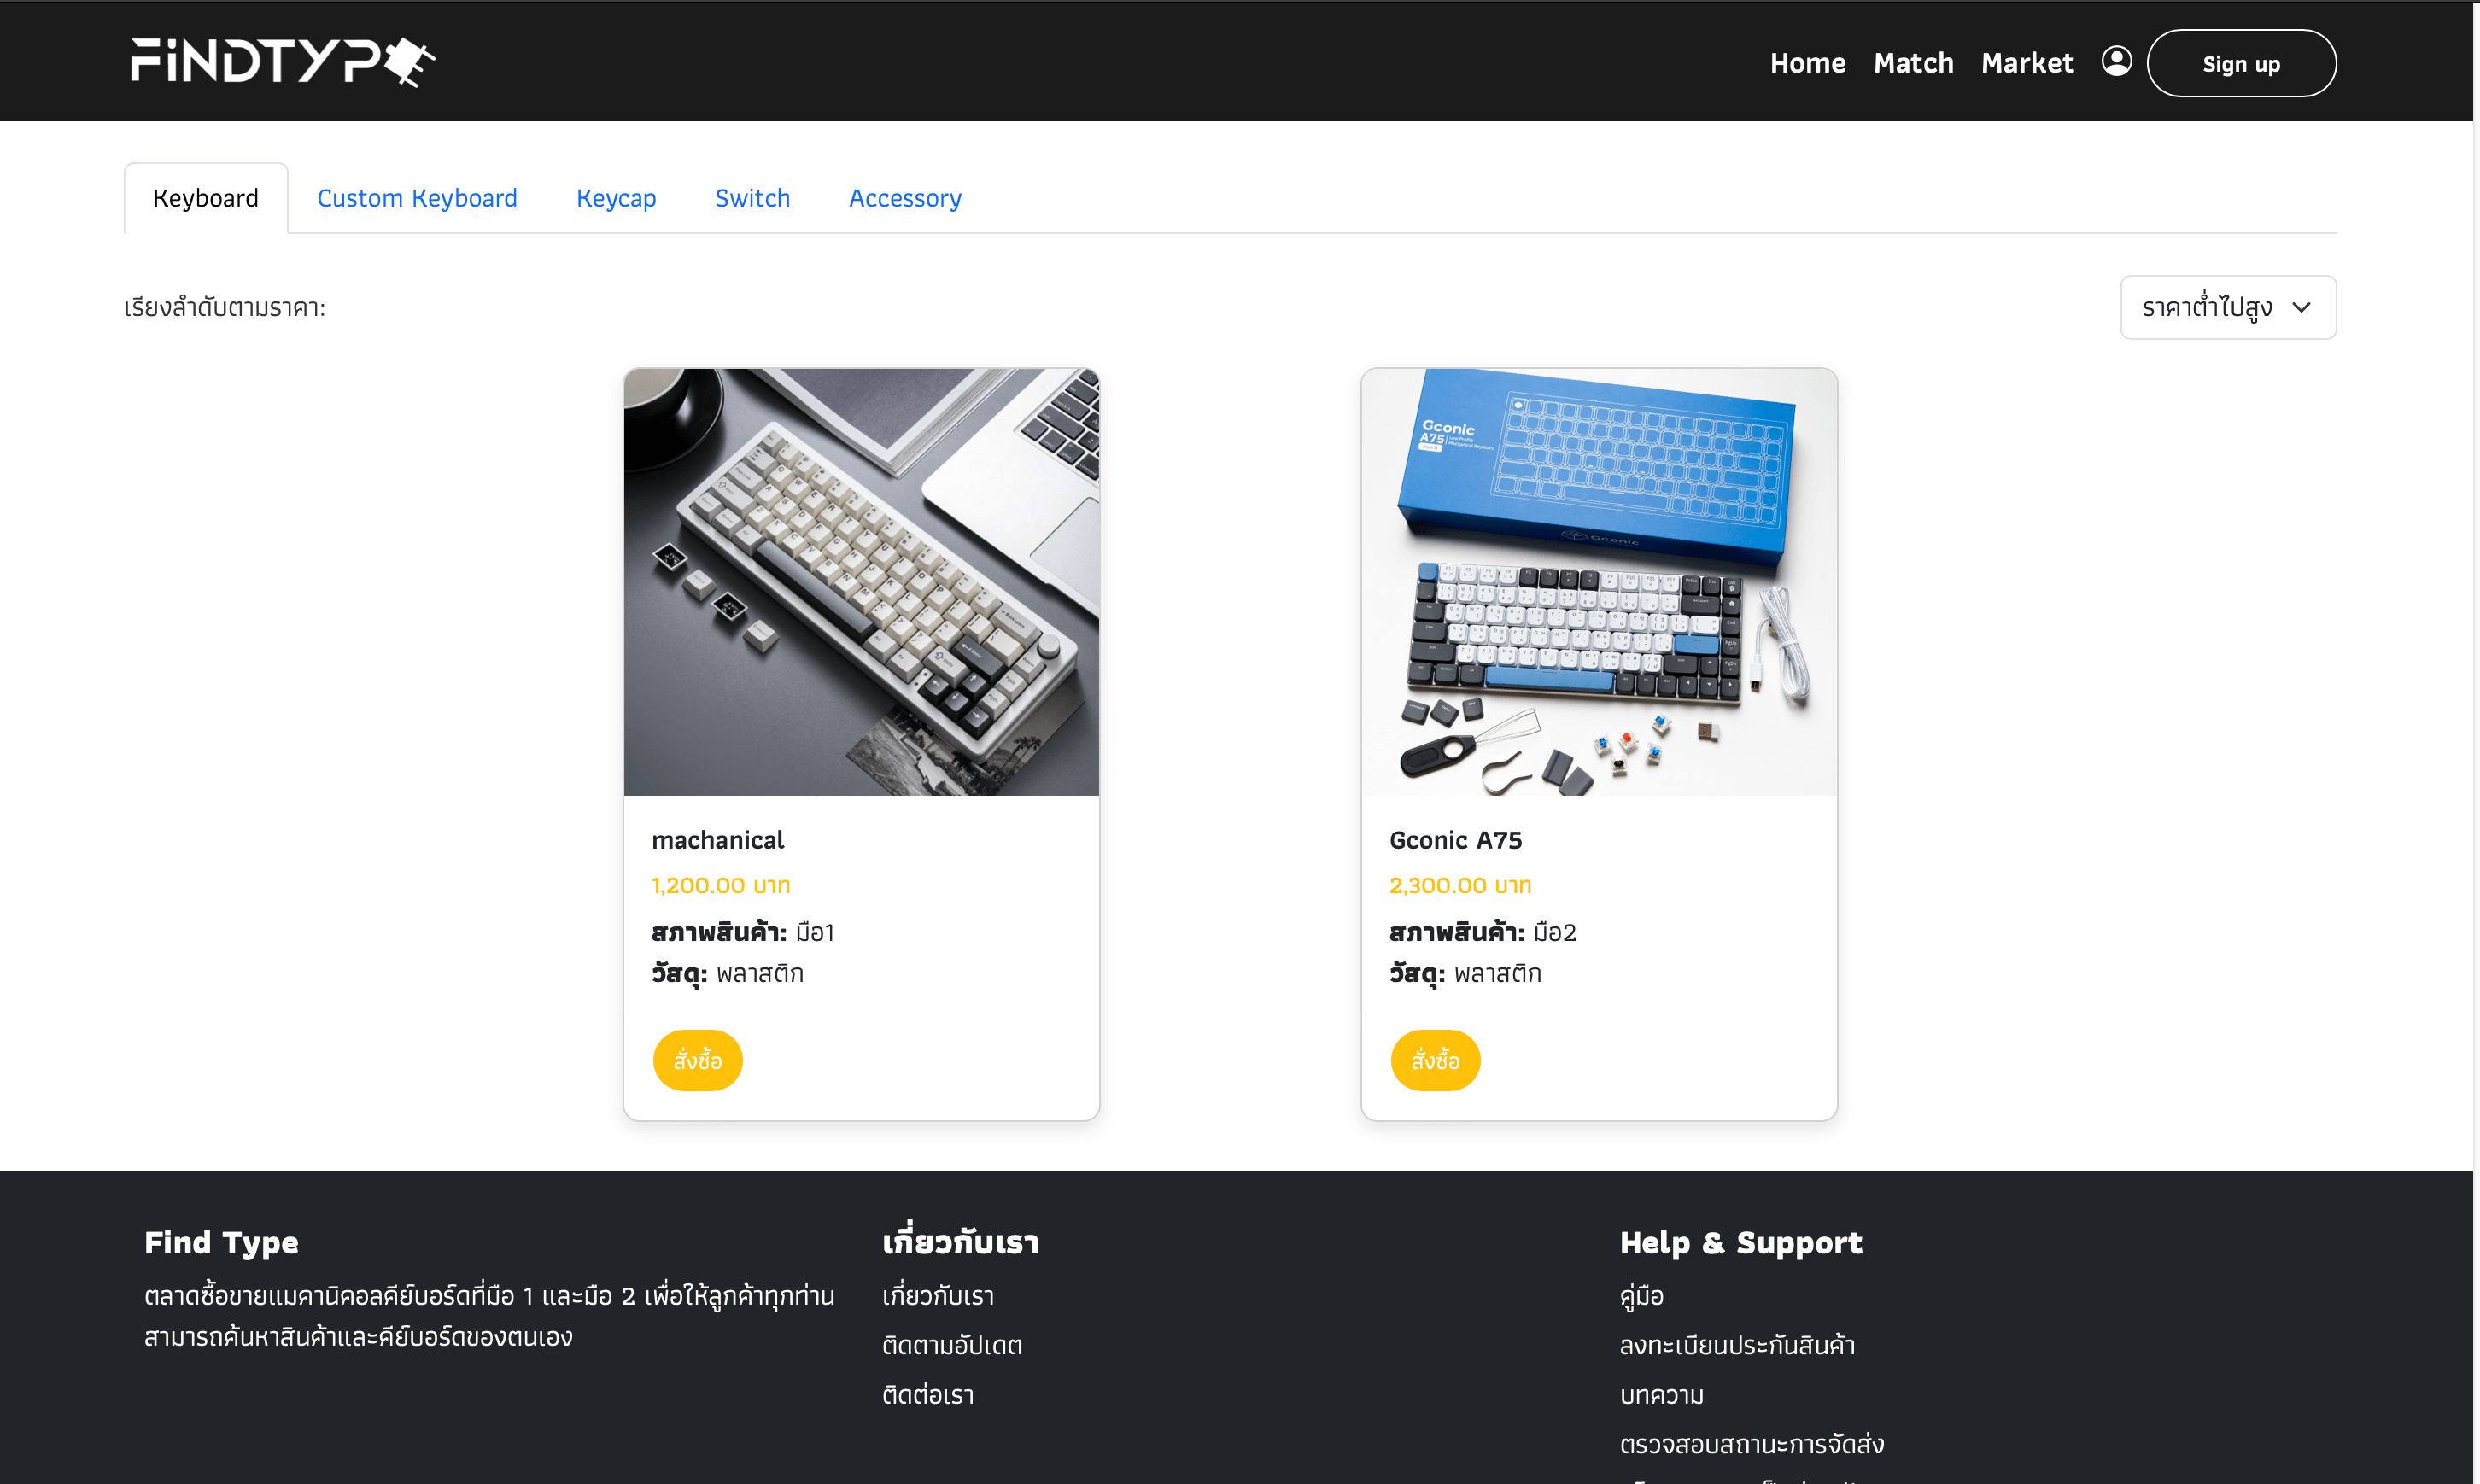 FiNDTYP
Home Match Market Sign up
Keyboard Custom Keyboard Keycap Switch Accessory
เรียงลำดับตามราคา:
ราคาต่ำไปสูง
Gconic
A75
Low Profile
Mechanical Keyboard
Gconic
machanical
1,200.00 บาท
สภาพสินค้า: มือ1
วัสดุ: พลาสติก
สั่งซื้อ
Gconic A75
2,300.00 บาท
สภาพสินค้า: มือ2
วัสดุ: พลาสติก
สั่งซื้อ
Find Type
ตลาดซื้อขายแมคานิคอลคีย์บอร์ดที่มือ 1 และมือ 2 เพื่อให้ลูกค้าทุกท่าน
สามารถค้นหาสินค้าและคีย์บอร์ดของตนเอง
เกี่ยวกับเรา
เกี่ยวกับเรา
ติดตามอัปเดต
ติดต่อเรา
Help & Support
คู่มือ
ลงทะเบียนประกันสินค้า
บทความ
ตรวจสอบสถานะการจัดส่ง